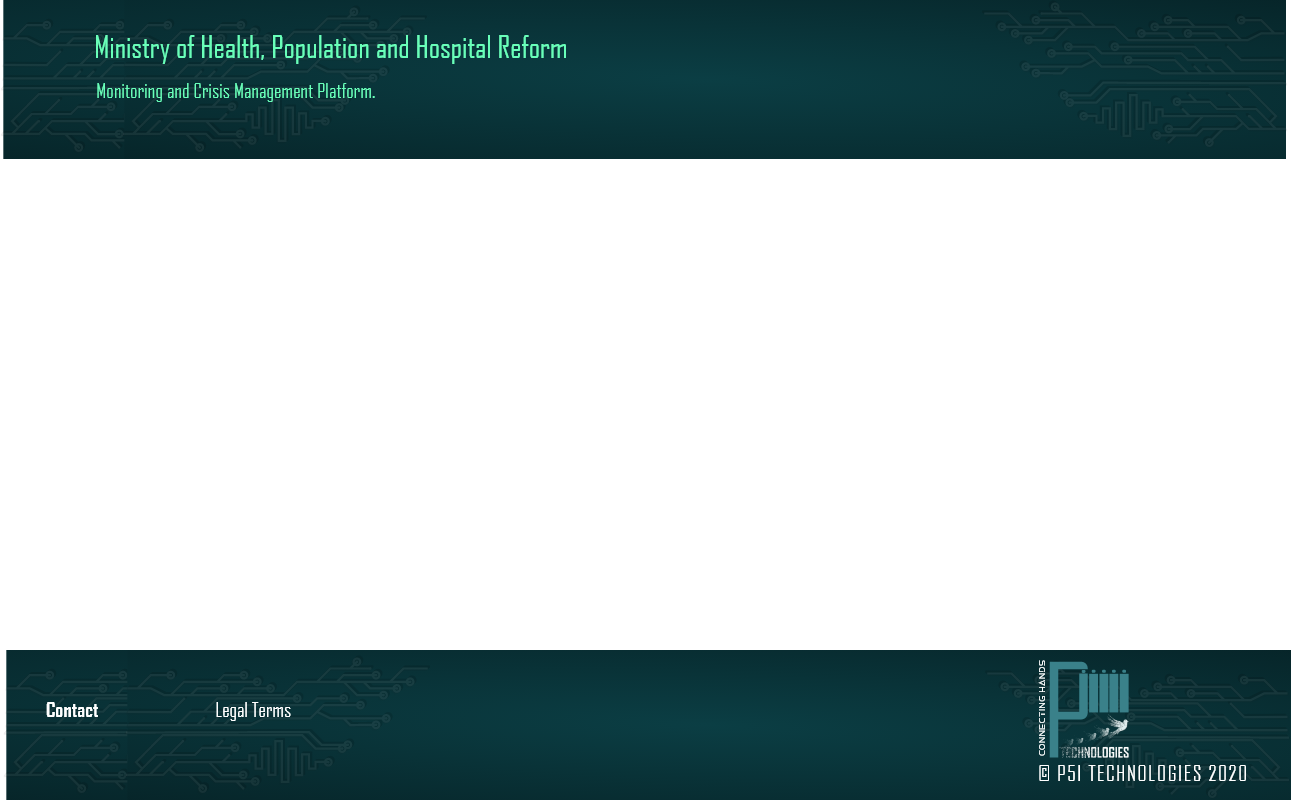 Ministry of Health, Population and Hospital Reform
Monitoring and Crisis Management Platform.
Contact
Legal Terms
CONNECTING HANDS
TECHNOLOGIES
© P5I TECHNOLOGIES 2020